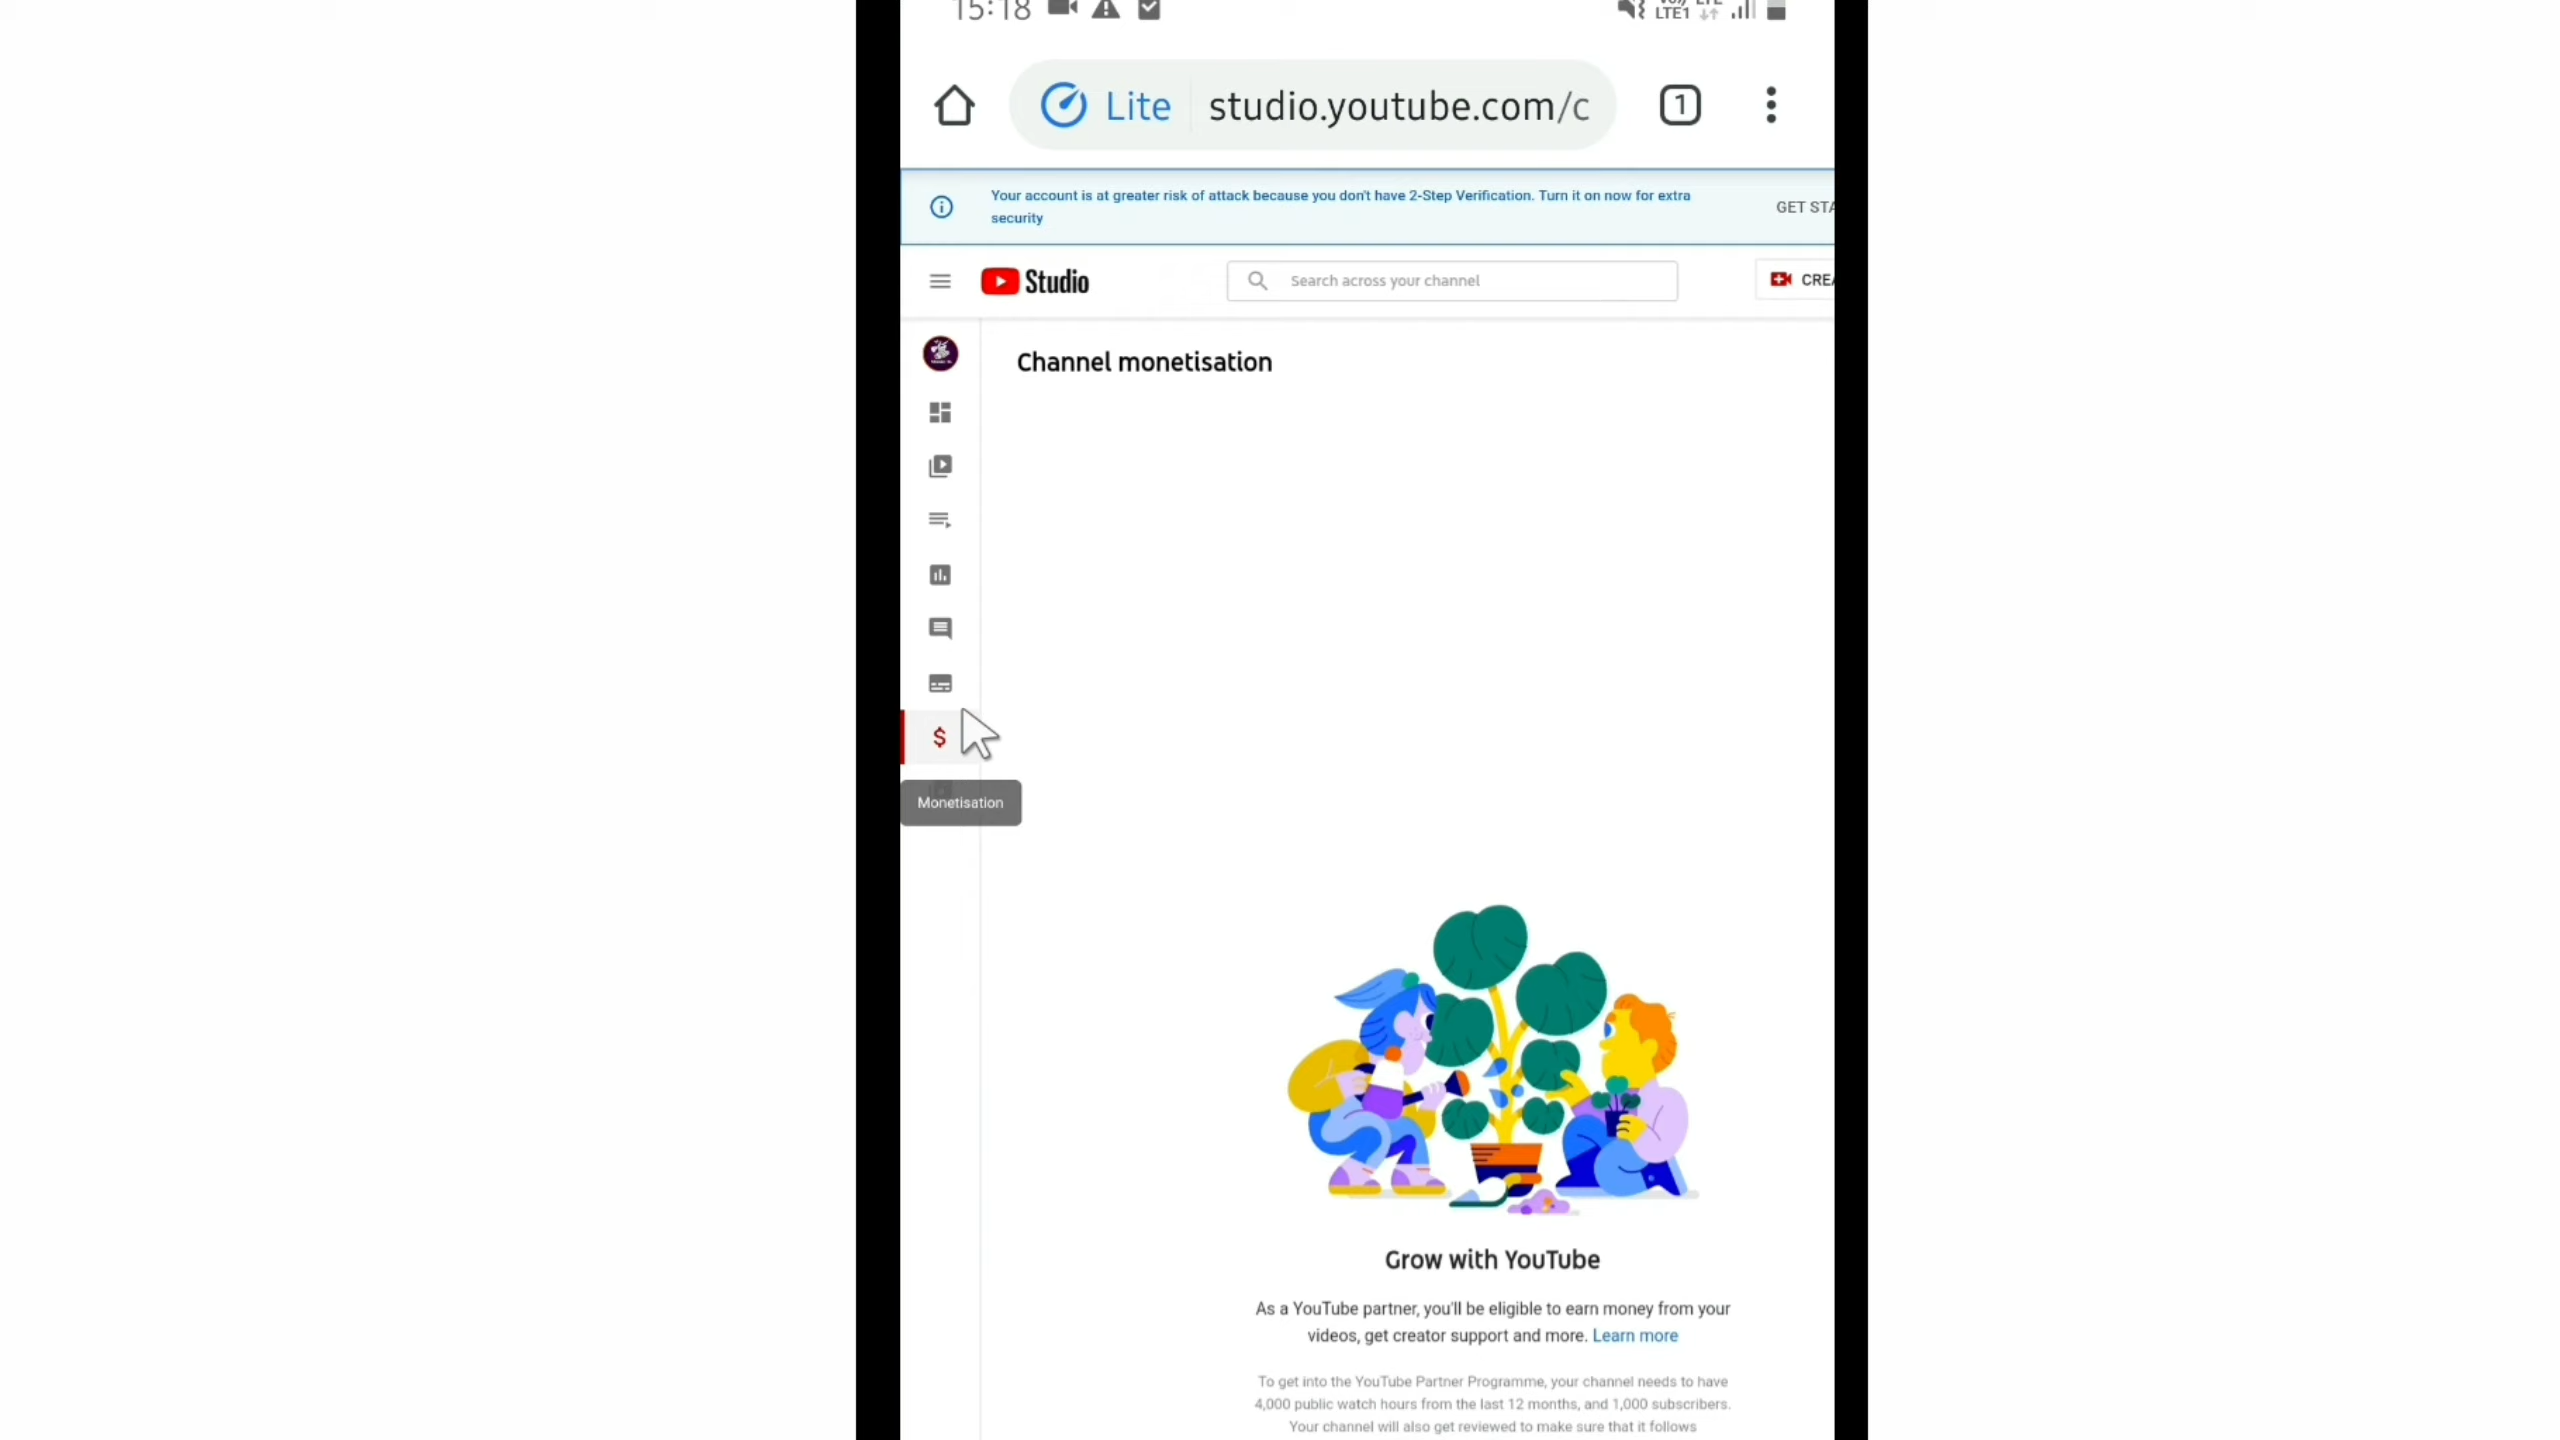 15:18
LTE1
Lite studio.youtube.com/c 1
Your account is at greater risk of attack because you don't have 2-Step Verification. Turn it on now for extra
security
GET STA
Studio
Search across your channel
CREA
Channel monetisation
$
Monetisation
Grow with YouTube
As a YouTube partner, you'll be eligible to earn money from your
videos, get creator support and more. Learn more
To get into the YouTube Partner Programme, your channel needs to have
4,000 public watch hours from the last 12 months, and 1,000 subscribers.
Your channel will also get reviewed to make sure that it follows